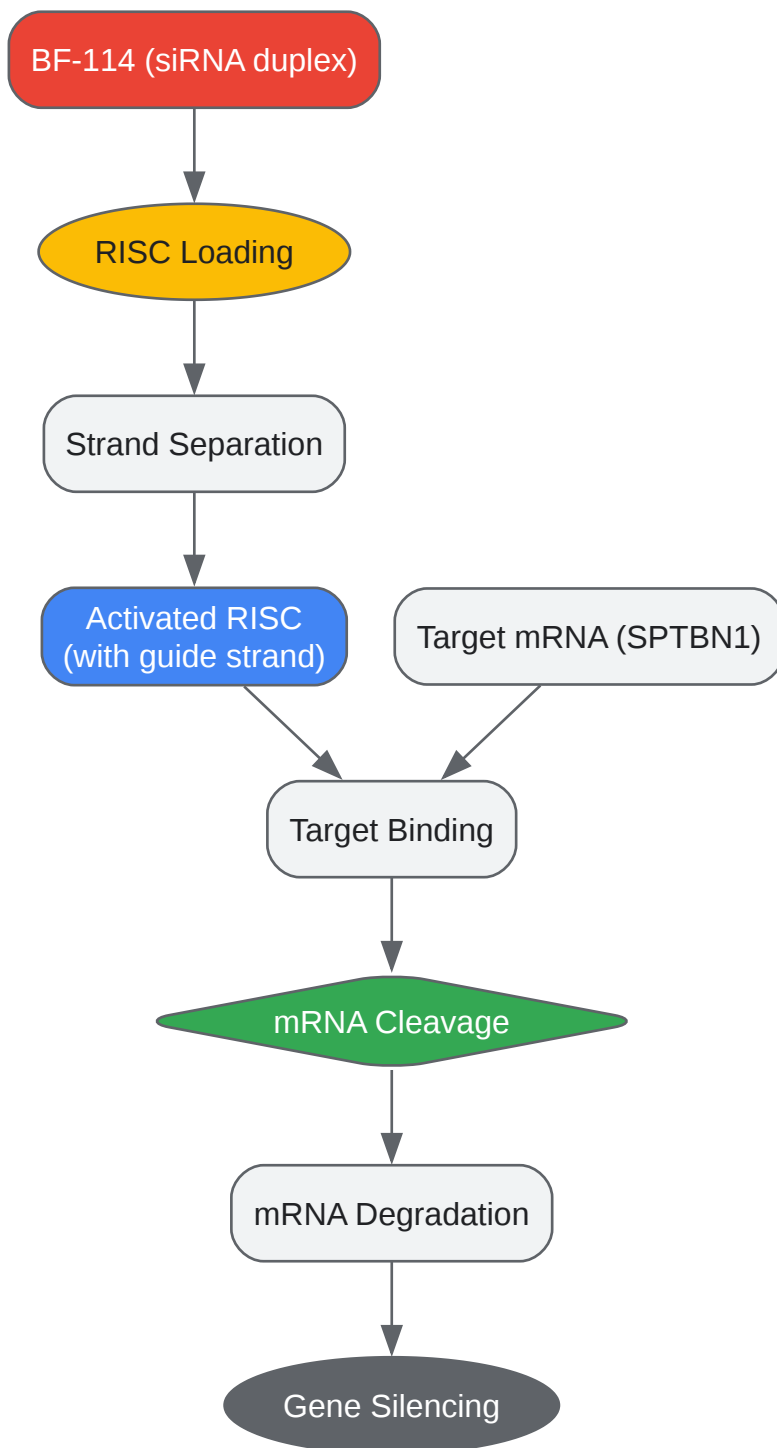 BF-114 (siRNA duplex)
RISC Loading
Strand Separation
Activated RISC
(with guide strand)
Target mRNA (SPTBN1)
Target Binding
mRNA Cleavage
mRNA Degradation
Gene Silencing